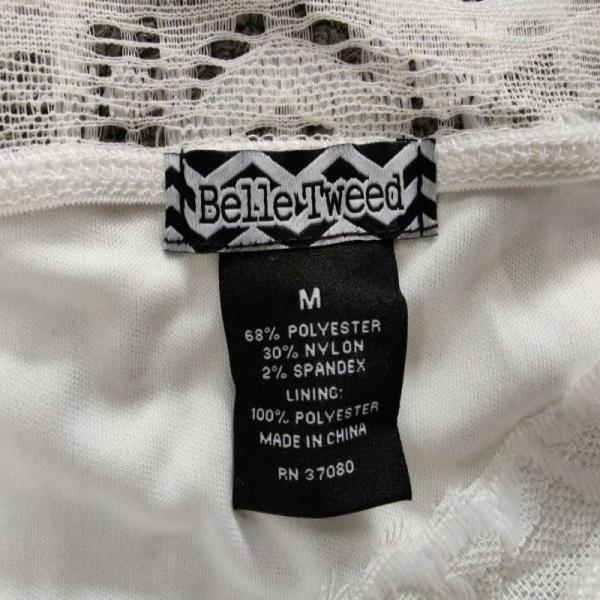 Belle Tweed
M
68% POLYESTER
30% NYLON
2% SPANDEX
LINING:
100% POLYESTER
MADE IN CHINA
RN 37080